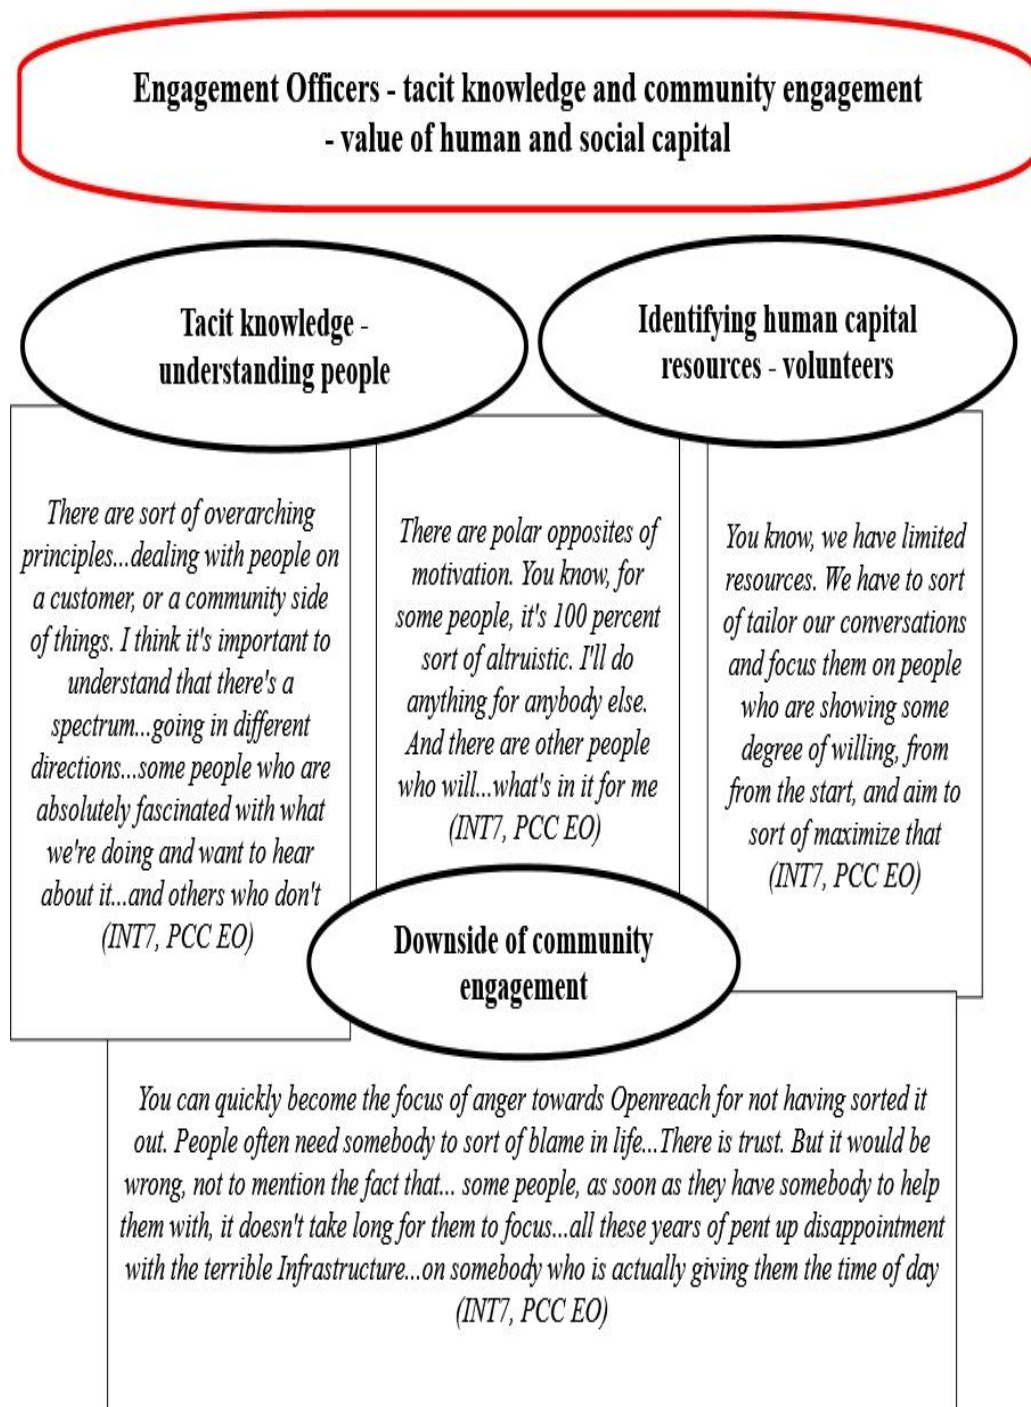 Engagement Officers - tacit knowledge and community engagement
- value of human and social capital
Tacit knowledge -
understanding people
Identifying human capital
resources - volunteers
There are sort of overarching
principles...dealing with people on
a customer, or a community side
of things. I think it's important to
understand that there's a
spectrum...going in different
directions...some people who are
absolutely fascinated with what
we're doing and want to hear
about it...and others who don't
(INT7, PCC EO)
There are polar opposites of
motivation. You know, for
some people, it's 100 percent
sort of altruistic. I'll do
anything for anybody else.
And there are other people
who will...what's in it for me
(INT7, PCC EO)
You know, we have limited
resources. We have to sort
of tailor our conversations
and focus them on people
who are showing some
degree of willing, from
from the start, and aim to
sort of maximize that
(INT7, PCC EO)
Downside of community
engagement
You can quickly become the focus of anger towards Openreach for not having sorted it
out. People often need somebody to sort of blame in life...There is trust. But it would be
wrong, not to mention the fact that... some people, as soon as they have somebody to help
them with, it doesn't take long for them to focus...all these years of pent up disappointment
with the terrible Infrastructure...on somebody who is actually giving them the time of day
(INT7, PCC EO)